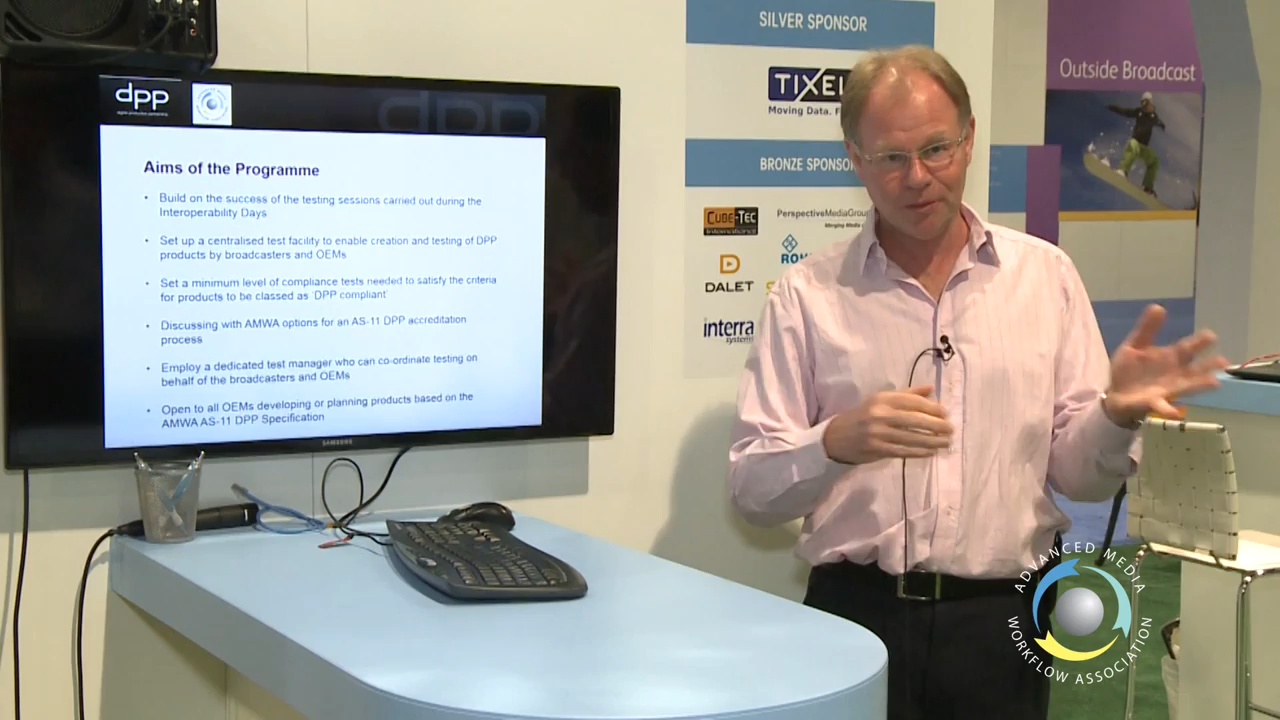 dpp
Aims of the Programme
• Build on the success of the testing sessions carried out during the
Interoperability Days
• Set up a centralised test facility to enable creation and testing of DPP
products by broadcasters and OEMs
• Set a minimum level of compliance tests needed to satisfy the criteria
for products to be classed as 'DPP compliant'
• Discussing with AMWA options for an AS-11 DPP accreditation
process
• Employ a dedicated test manager who can co-ordinate testing on
behalf of the broadcasters and OEMs
• Open to all OEMs developing or planning products based on the
AMWA AS-11 DPP Specification
SAMSUNG
SILVER SPONSOR
TIXEL
Moving Data.
BRONZE SPONSOR
CUBE-TEC
International
PerspectiveMediaGroup
Merging Media
DALET
interra
systems
Outside Broadcast
ADVANCED MEDIA
WORKFLOW ASSOCIATION